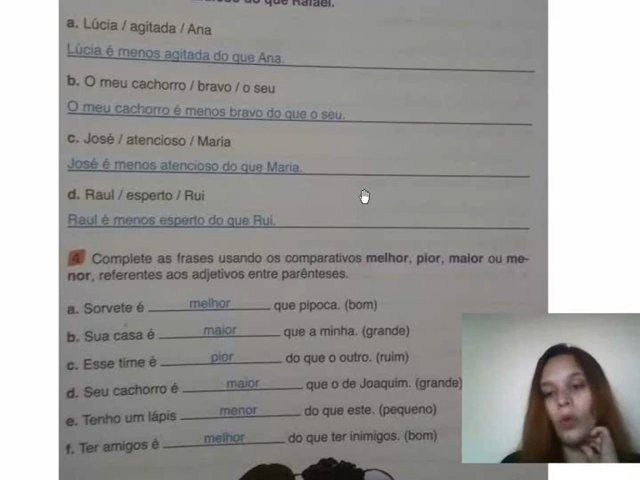 do que Rafael.
a. Lúcia / agitada / Ana
Lúcia é menos agitada do que Ana.
b. O meu cachorro / bravo / o seu
O meu cachorro é menos bravo do que o seu.
c. José / atencioso / Maria
José é menos atencioso do que Maria.
d. Raul / esperto / Rui
Raul é menos esperto do que Rui.
4 Complete as frases usando os comparativos melhor, pior, maior ou me-
nor, referentes aos adjetivos entre parênteses.
a. Sorvete é melhor que pipoca. (bom)
b. Sua casa é maior que a minha. (grande)
c. Esse time é pior do que o outro. (ruim)
d. Seu cachorro é maior que o de Joaquim. (grande)
e. Tenho um lápis menor do que este. (pequeno)
f. Ter amigos é melhor do que ter inimigos. (bom)